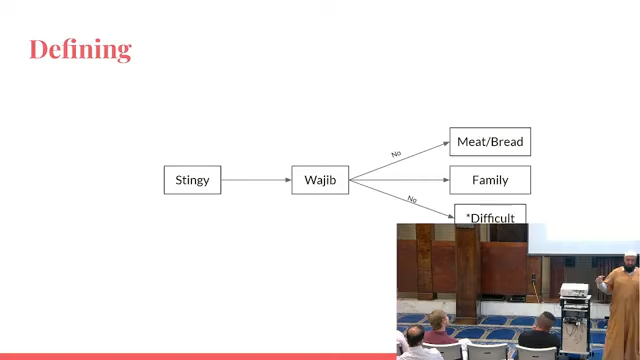 Defining
No
Meat/Bread
Stingy
Wajib
Family
No
*Difficult